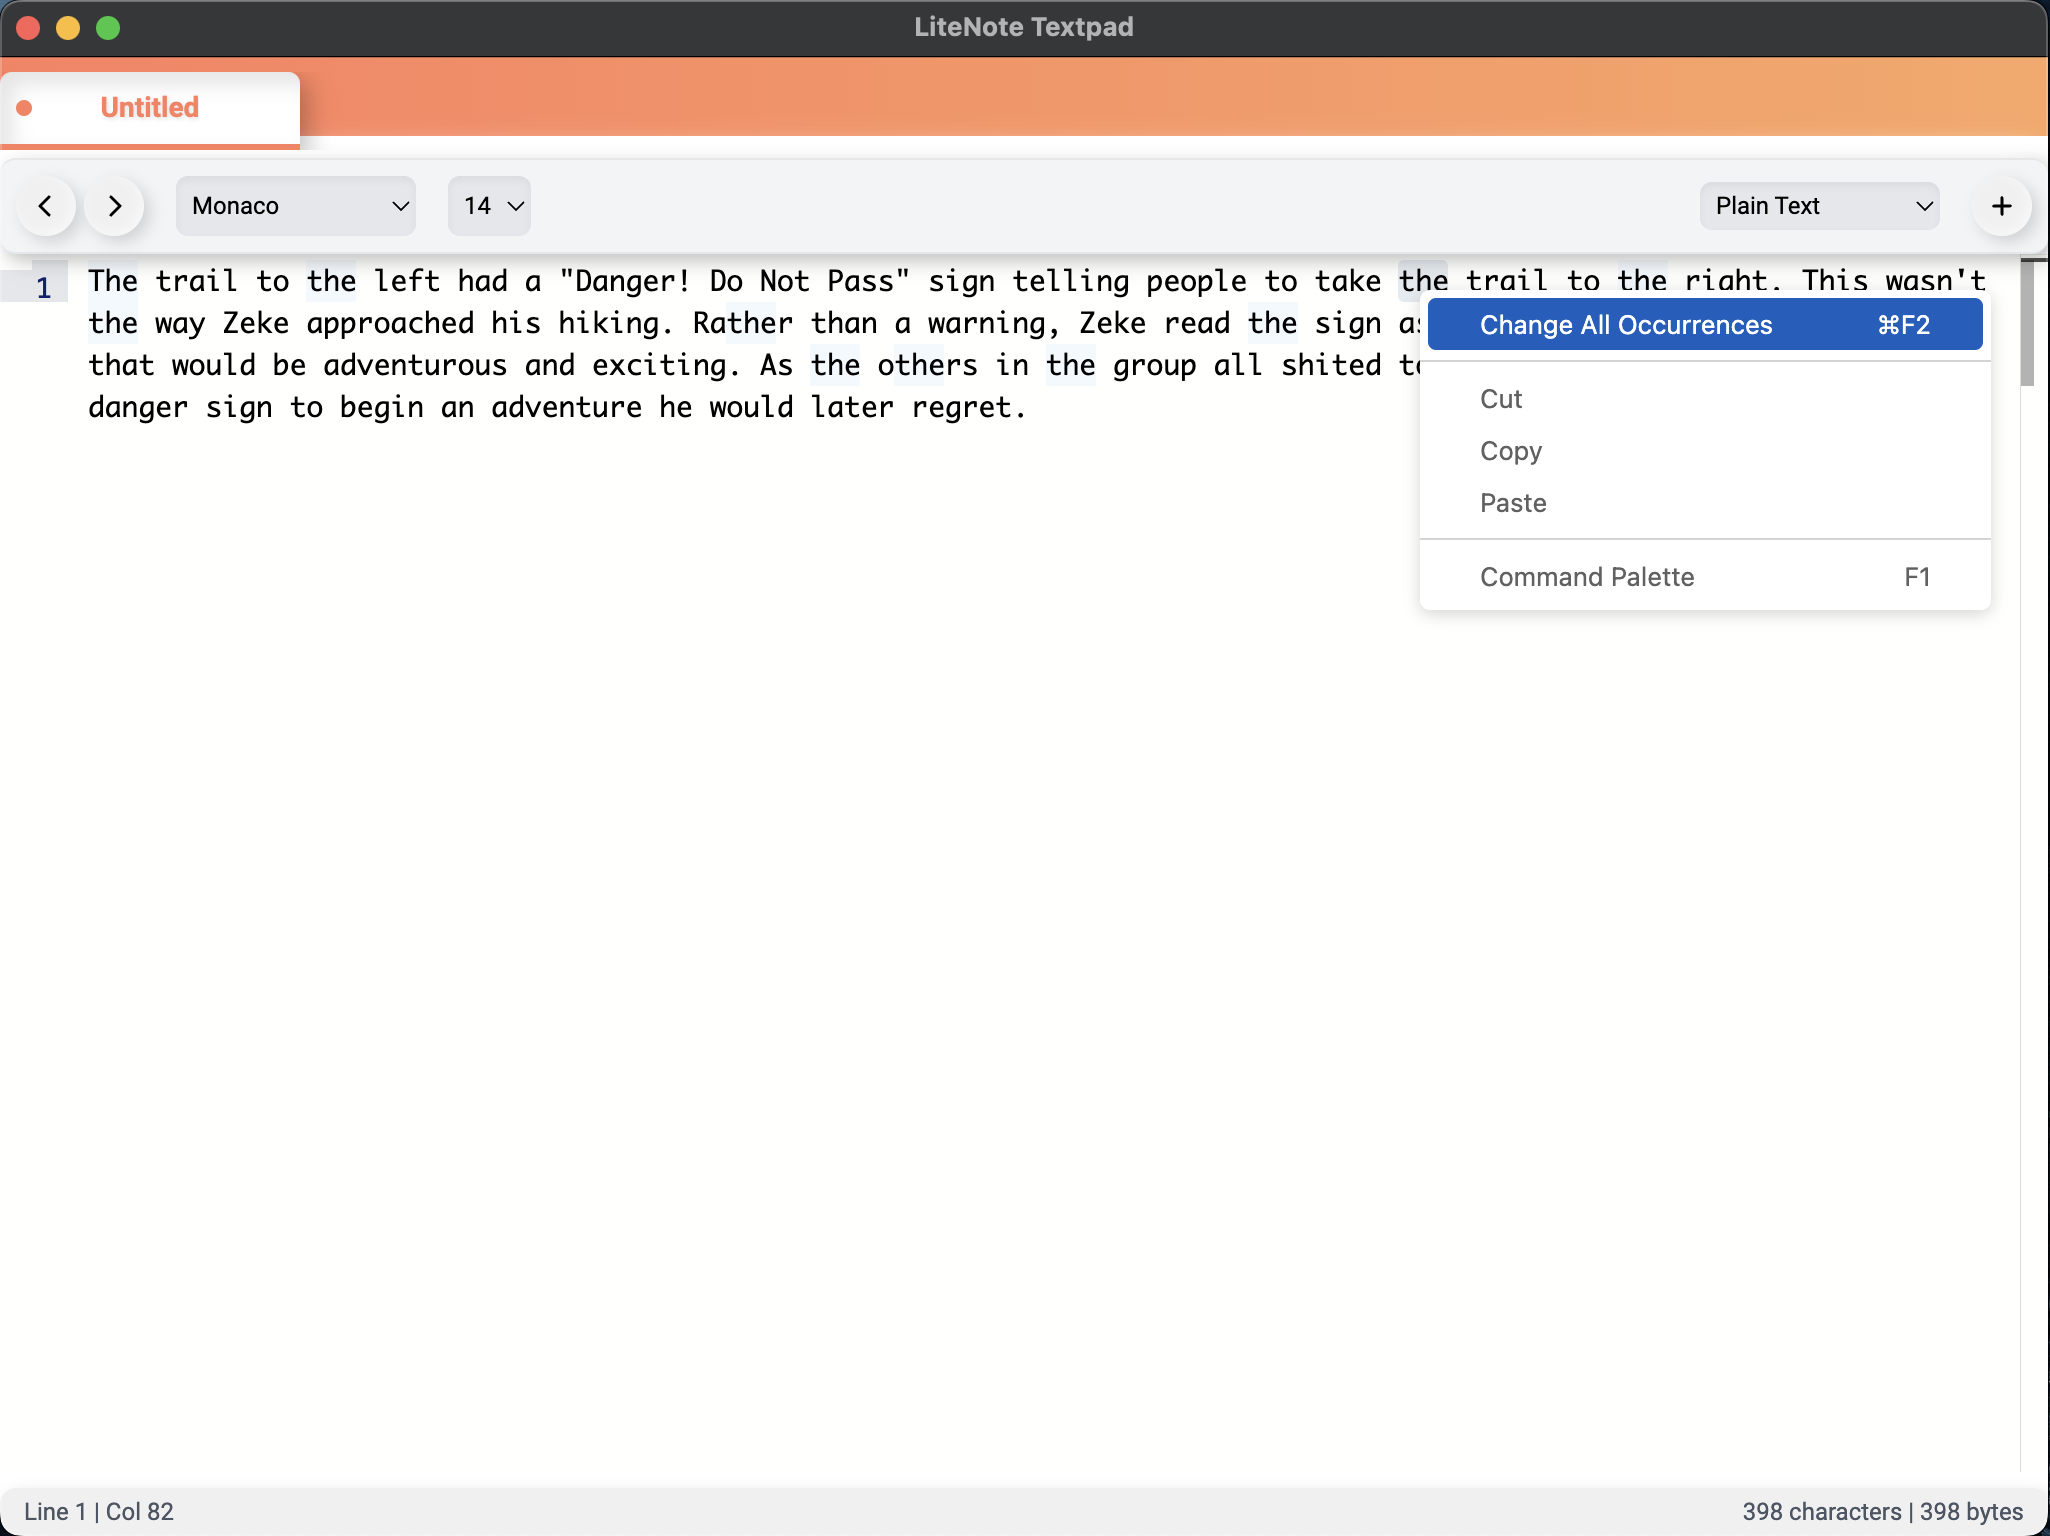 LiteNote Textpad
Untitled
Monaco
14
Plain Text
1
The trail to the left had a "Danger! Do Not Pass" sign telling people to take the trail to the right. This wasn't
the way Zeke approached his hiking. Rather than a warning, Zeke read the sign as
that would be adventurous and exciting. As the others in the group all shited to
danger sign to begin an adventure he would later regret.
Change All Occurrences ⌘F2
Cut
Copy
Paste
Command Palette F1
Line 1 | Col 82
398 characters | 398 bytes